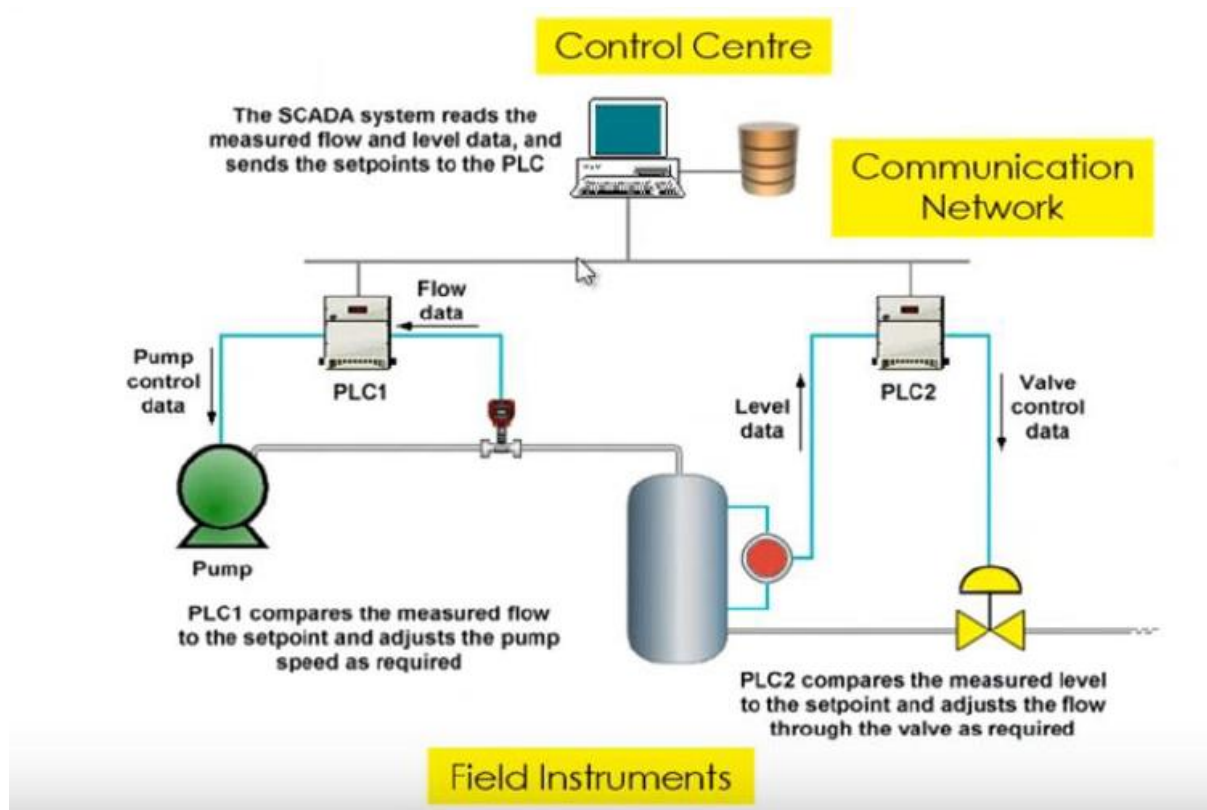 Control Centre
The SCADA system reads the
measured flow and level data, and
sends the setpoints to the PLC
Communication
Network
Flow
data
Pump
control
data
PLC1
Level
data
PLC2
Valve
control
data
Pump
PLC1 compares the measured flow
to the setpoint and adjusts the pump
speed as required
PLC2 compares the measured level
to the setpoint and adjusts the flow
through the valve as required
Field Instruments